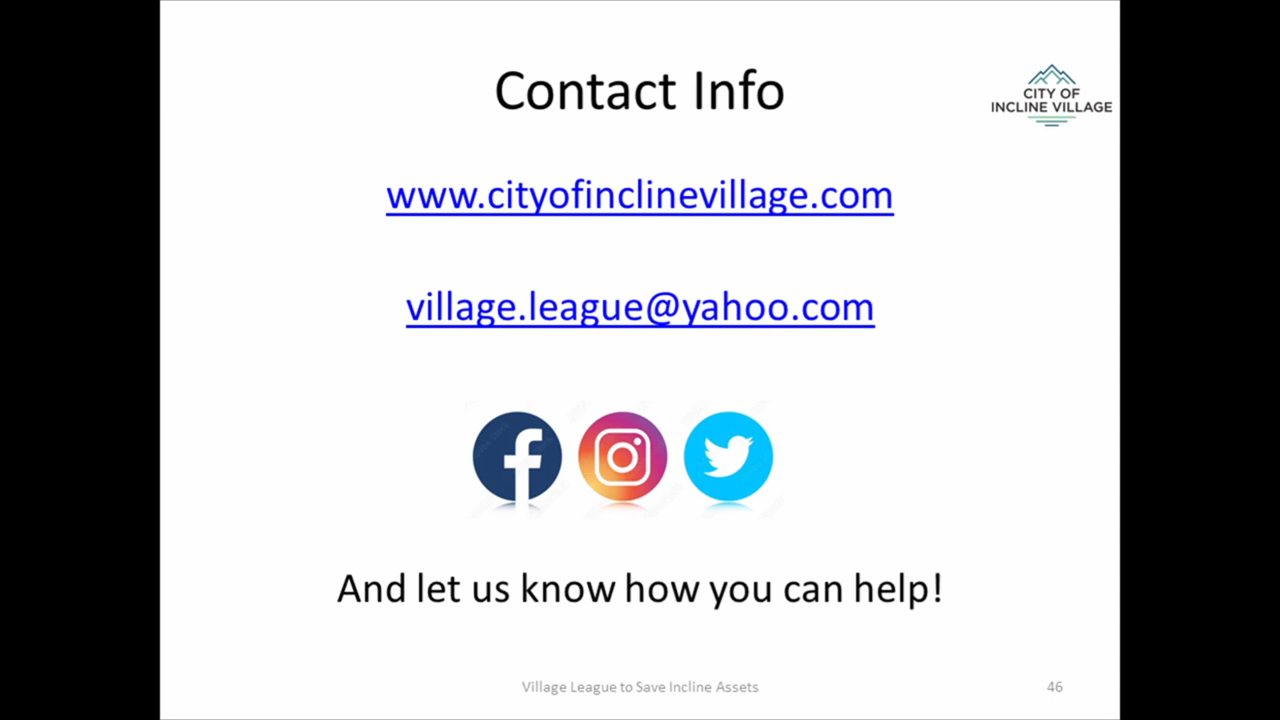 Contact Info
CITY OF
INCLINE VILLAGE
www.cityofinclinevillage.com
village.league@yahoo.com
And let us know how you can help!
Village League to Save Incline Assets
46